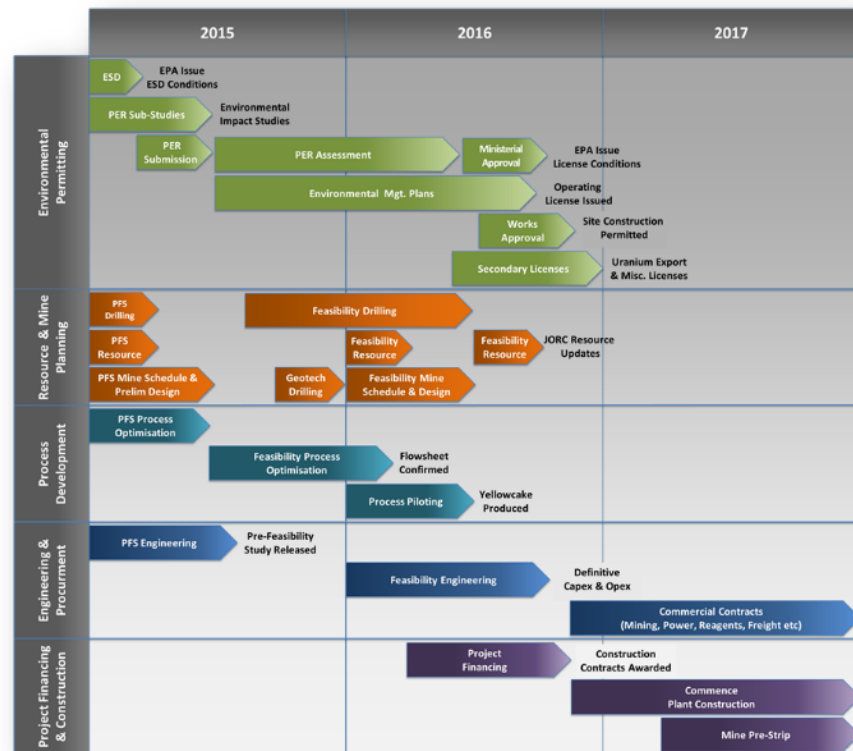 2015
2016
2017
Environmental
Permitting
ESD
EPA Issue
ESD Conditions
PER Sub-Studies
Environmental
Impact Studies
PER
Submission
PER Assessment
Ministerial
Approval
EPA Issue
License Conditions
Environmental Mgt. Plans
Operating
License Issued
Works
Approval
Site Construction
Permitted
Secondary Licenses
Uranium Export
& Misc. Licenses
Resource & Mine
Planning
PFS
Drilling
Feasibility Drilling
PFS
Resource
Feasibility
Resource
Feasibility
Resource
JORC Resource
Updates
PFS Mine Schedule &
Prelim Design
Geotech
Drilling
Feasibility Mine
Schedule & Design
Process
Development
PFS Process
Optimisation
Feasibility Process
Optimisation
Flowsheet
Confirmed
Process Piloting
Yellowcake
Produced
Engineering &
Procurment
PFS Engineering
Pre-Feasibility
Study Released
Feasibility Engineering
Definitive
Capex & Opex
Commercial Contracts
(Mining, Power, Reagents, Freight etc)
Project Financing
& Construction
Project
Financing
Construction
Contracts Awarded
Commence
Plant Construction
Mine Pre-Strip